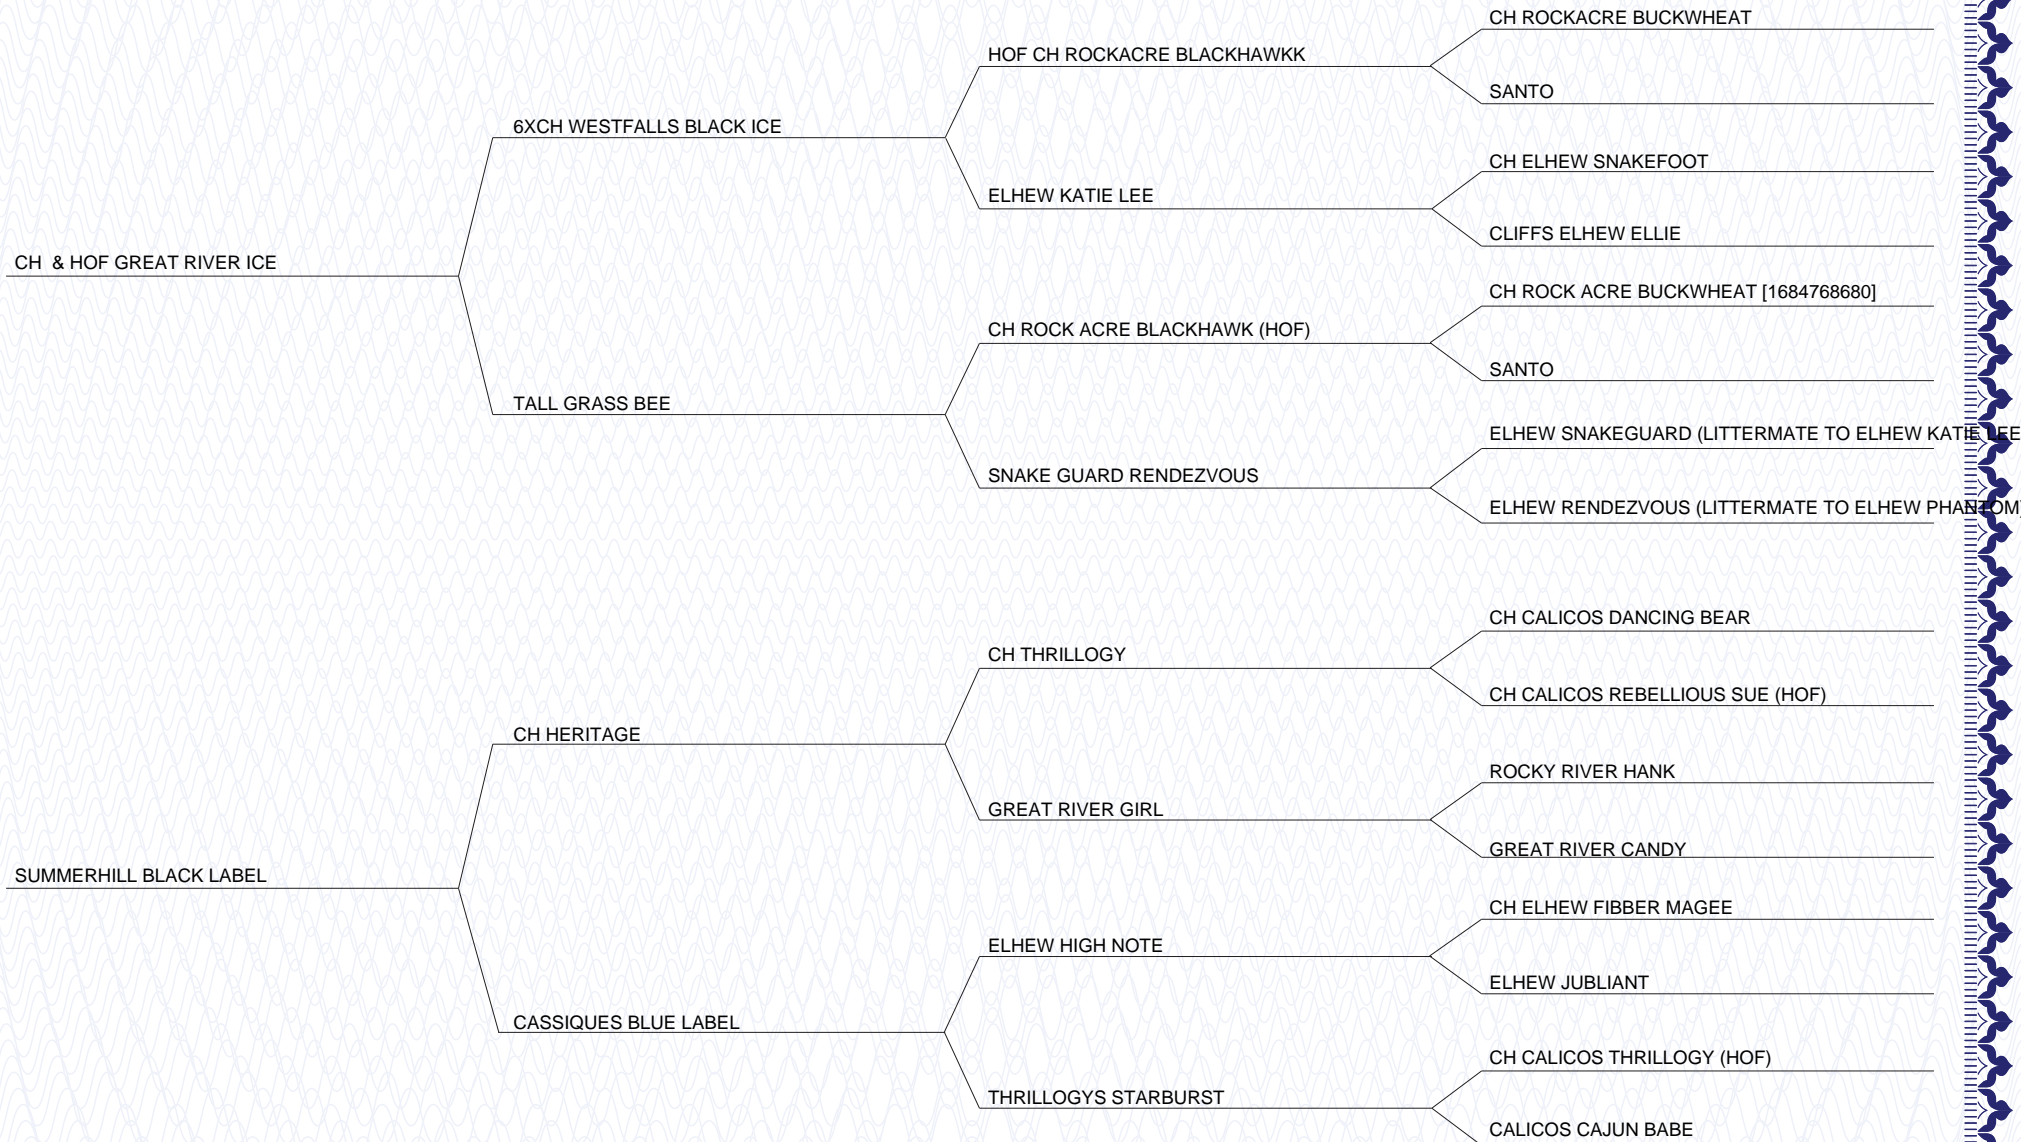 CH ROCKACRE BUCKWHEAT
HOF CH ROCKACRE BLACKHAWKK
SANTO
6XCH WESTFALLS BLACK ICE
CH ELHEW SNAKEFOOT
ELHEW KATIE LEE
CLIFFS ELHEW ELLIE
CH & HOF GREAT RIVER ICE
CH ROCK ACRE BUCKWHEAT [1684768680]
CH ROCK ACRE BLACKHAWK (HOF)
SANTO
TALL GRASS BEE
ELHEW SNAKEGUARD (LITTERMATE TO ELHEW KATIE LEE
SNAKE GUARD RENDEZVOUS
ELHEW RENDEZVOUS (LITTERMATE TO ELHEW PHANTOM)
CH CALICOS DANCING BEAR
CH THRILLOGY
CH CALICOS REBELLIOUS SUE (HOF)
CH HERITAGE
ROCKY RIVER HANK
GREAT RIVER GIRL
GREAT RIVER CANDY
SUMMERHILL BLACK LABEL
CH ELHEW FIBBER MAGEE
ELHEW HIGH NOTE
ELHEW JUBLIANT
CASSIQUES BLUE LABEL
CH CALICOS THRILLOGY (HOF)
THRILLOGYS STARBURST
CALICOS CAJUN BABE